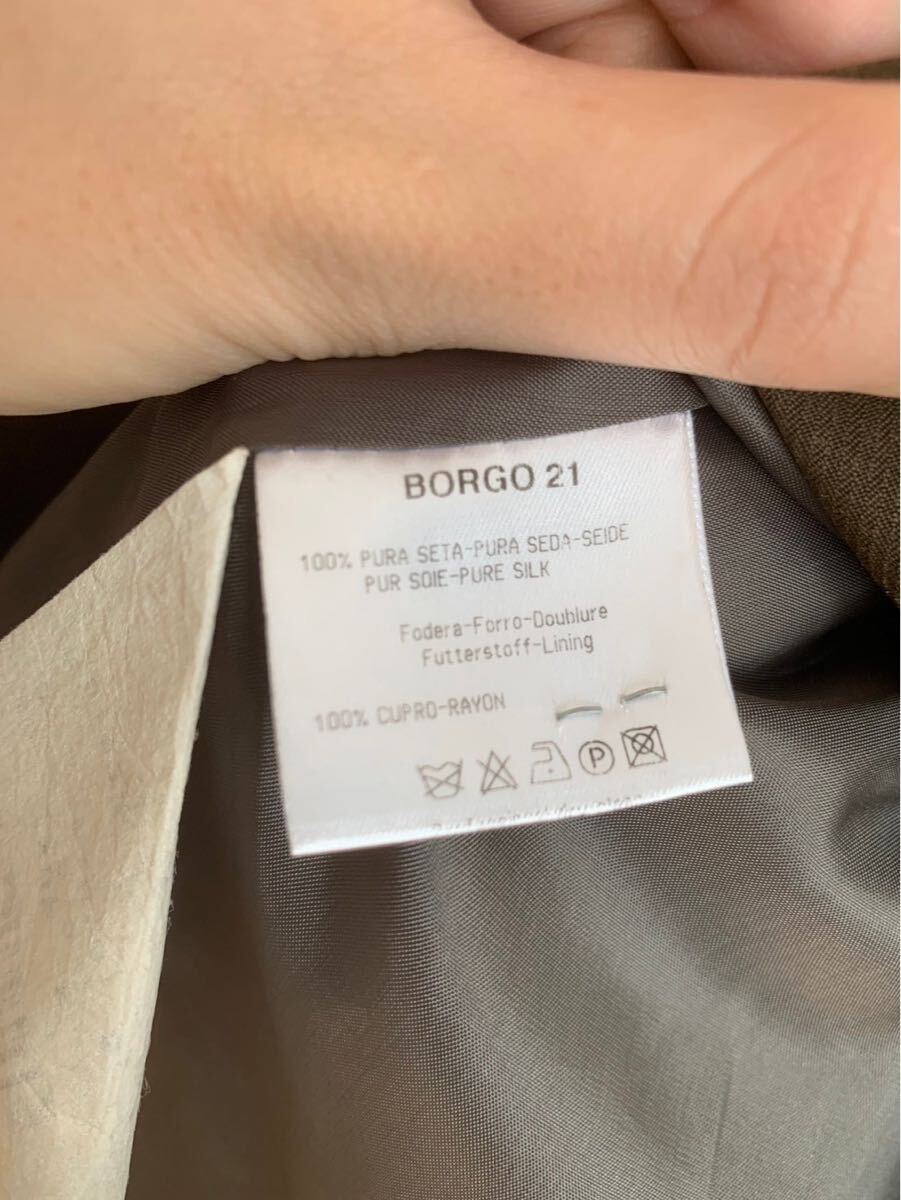 BORGO 21
100% PURA SETA-PURA SEDA-SEIDE
PUR SOIE-PURE SILK
Fodera-Forro-Doublure
Futterstoff-Lining
100% CUPRO-RAYON
P